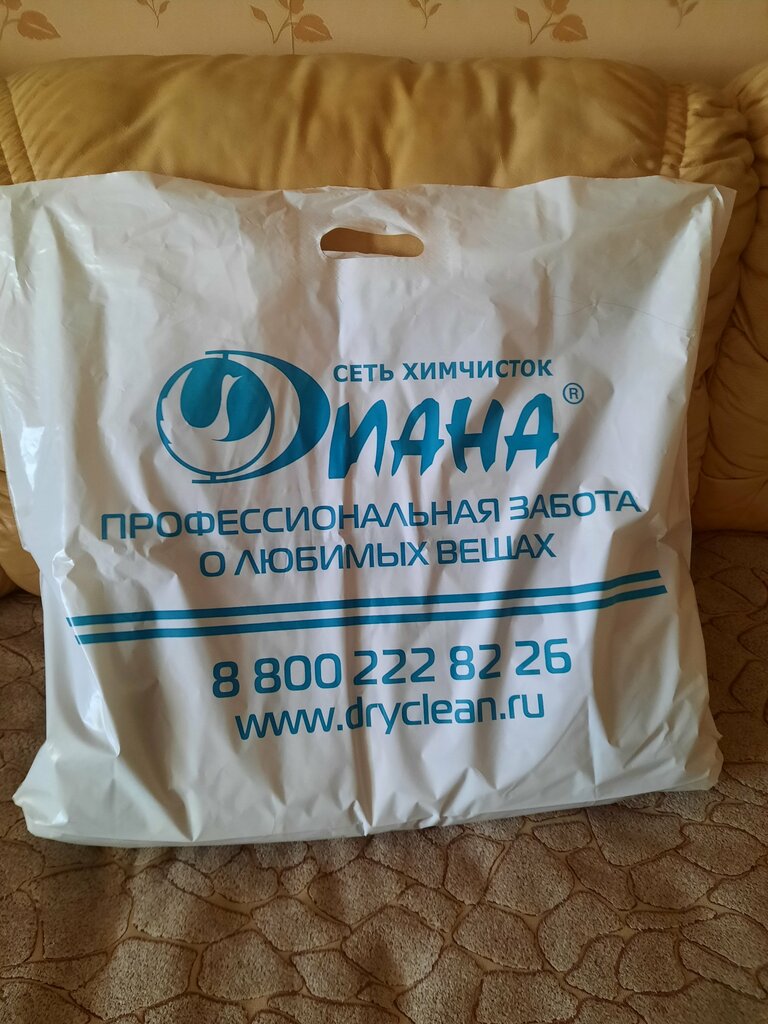 СЕТЬ ХИМЧИСТОК
ДИАНА®
ПРОФЕССИОНАЛЬНАЯ ЗАБОТА
О ЛЮБИМЫХ ВЕЩАХ
8 800 222 82 26
www.dryclean.ru